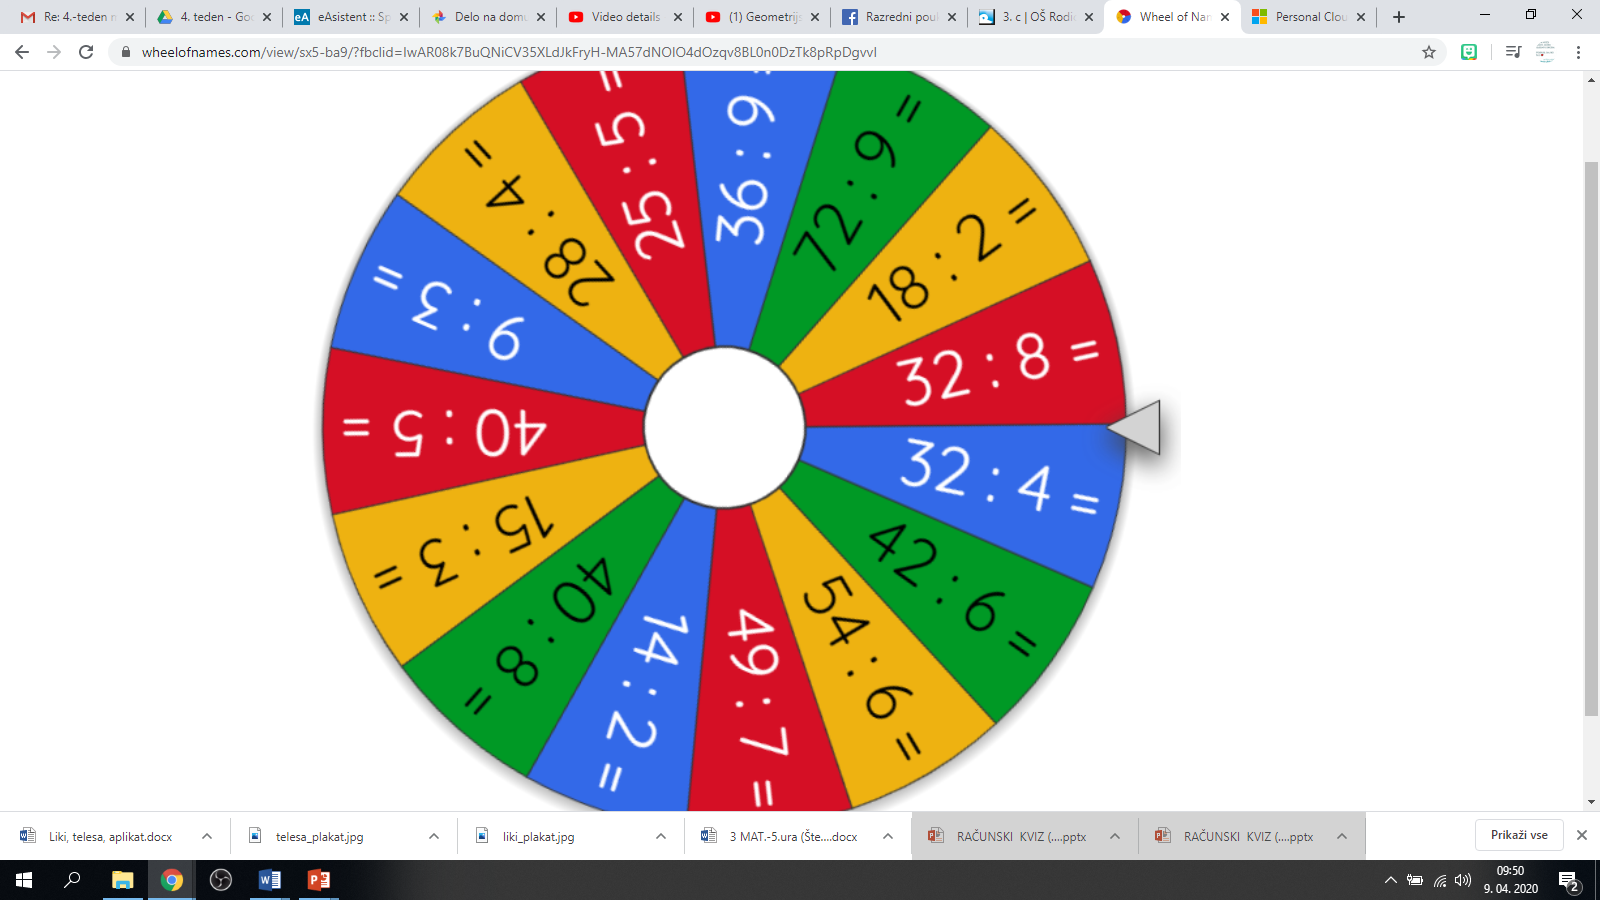 Re: 4.-teden n
4. teden - Go
eAsistent :: Sp
Delo na dom
Video details
(1) Geometrijs
Razredni pouk
3. c | OŠ Rodi
Wheel of Nam
Personal Clou
wheelofnames.com/view/sx5-ba9/?fbclid=IwAR08k7BuQNiCV35XLdJkFryH-MA57dNOIO4dOzqv8BL0n0DzTk8pRpDgvvI
25 : 5 =
36 : 9 =
72 : 9 =
18 : 2 =
32 : 8 =
32 : 4 =
42 : 6 =
54 : 6 =
49 : 7 =
14 : 2 =
40 : 8 =
15 : 3 =
40 : 5 =
9 : 3 =
28 : 4 =
Liki, telesa, aplikat.docx
telesa_plakat.jpg
liki_plakat.jpg
3 MAT.-5.ura (Šte....docx
RAČUNSKI KVIZ (....pptx
RAČUNSKI KVIZ (....pptx
Prikaži vse
09:50
9. 04. 2020
2